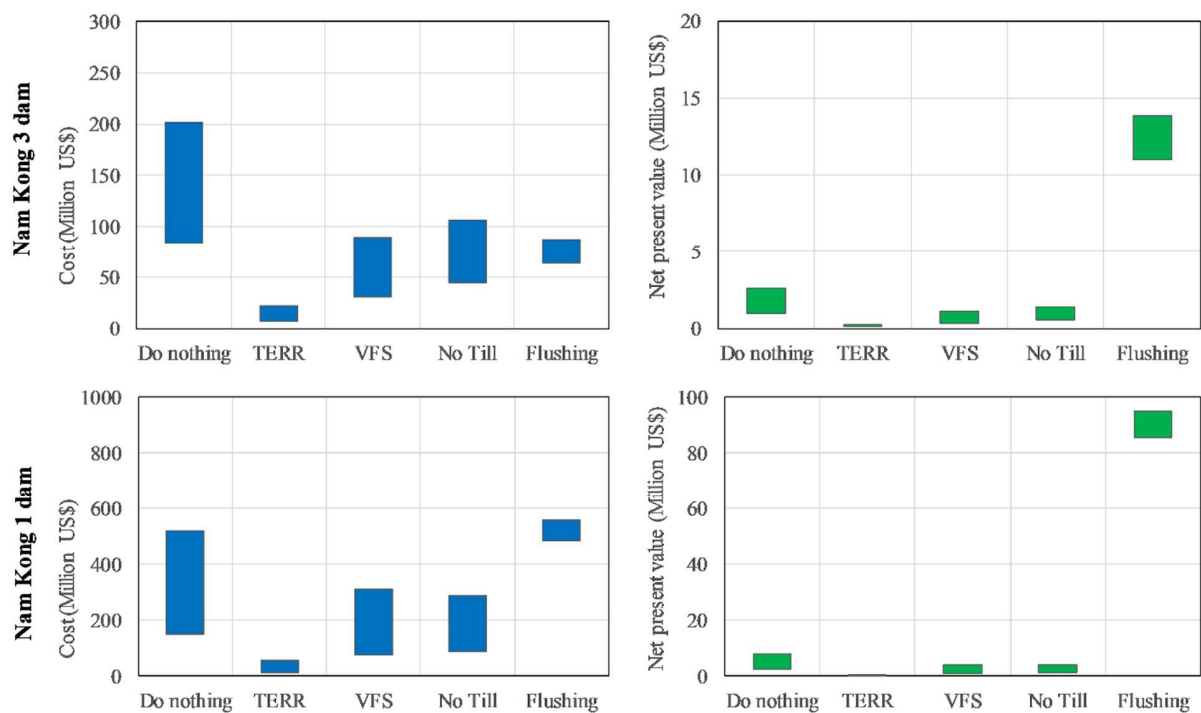 Nam Kong 3 dam
Cost (Million US$)
300
250
200
150
100
50
0
Do nothing TERR VFS No Till Flushing
Net present value (Million US$)
20
15
10
5
0
Do nothing TERR VFS No Till Flushing
Nam Kong 1 dam
Cost (Million US$)
1000
800
600
400
200
0
Do nothing TERR VFS No Till Flushing
Net present value (Million US$)
100
80
60
40
20
0
Do nothing TERR VFS No Till Flushing